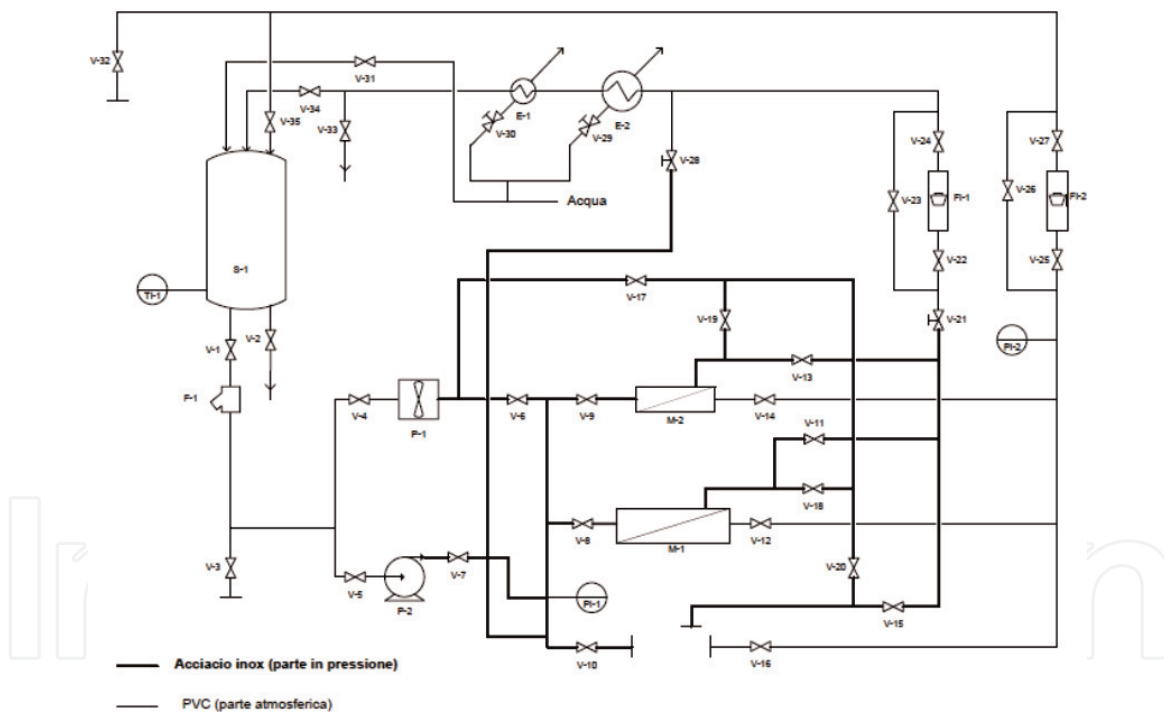 V-32
V-31
V-34
V-35
V-33
E-1
V-30
E-2
V-29
V-28
Acqua
V-24
V-27
V-23
FI-1
V-26
FI-2
V-22
V-25
S-1
TI-1
V-17
V-19
V-21
PI-2
V-1
V-2
F-1
V-13
V-4
P-1
V-6
V-9
M-2
V-14
V-11
V-18
V-8
M-1
V-12
V-3
V-5
P-2
V-7
PI-1
V-20
V-15
V-10
V-16
Acciacio inox (parte in pressione)
PVC (parte atmosferica)